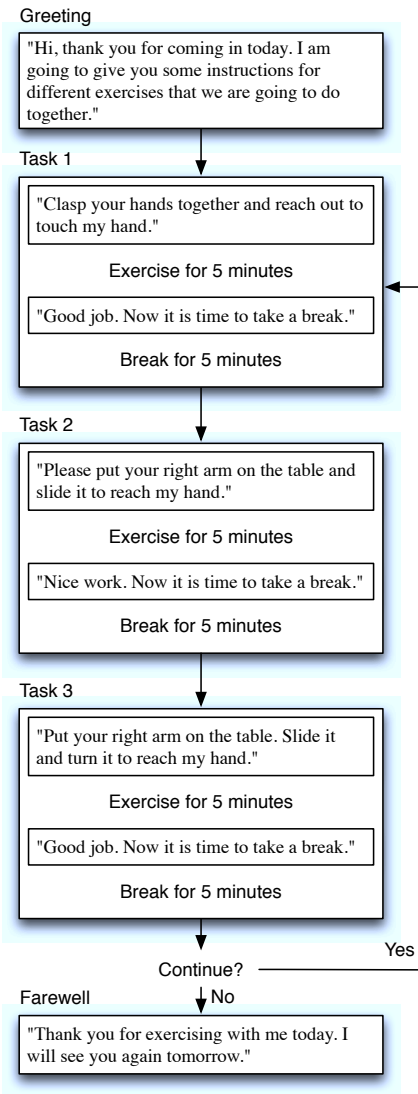 Greeting
"Hi, thank you for coming in today. I am
going to give you some instructions for
different exercises that we are going to do
together."
Task 1
"Clasp your hands together and reach out to
touch my hand."
Exercise for 5 minutes
"Good job. Now it is time to take a break."
Break for 5 minutes
Task 2
"Please put your right arm on the table and
slide it to reach my hand."
Exercise for 5 minutes
"Nice work. Now it is time to take a break."
Break for 5 minutes
Task 3
"Put your right arm on the table. Slide it
and turn it to reach my hand."
Exercise for 5 minutes
"Good job. Now it is time to take a break."
Break for 5 minutes
Yes
Continue?
No
Farewell
"Thank you for exercising with me today. I
will see you again tomorrow."